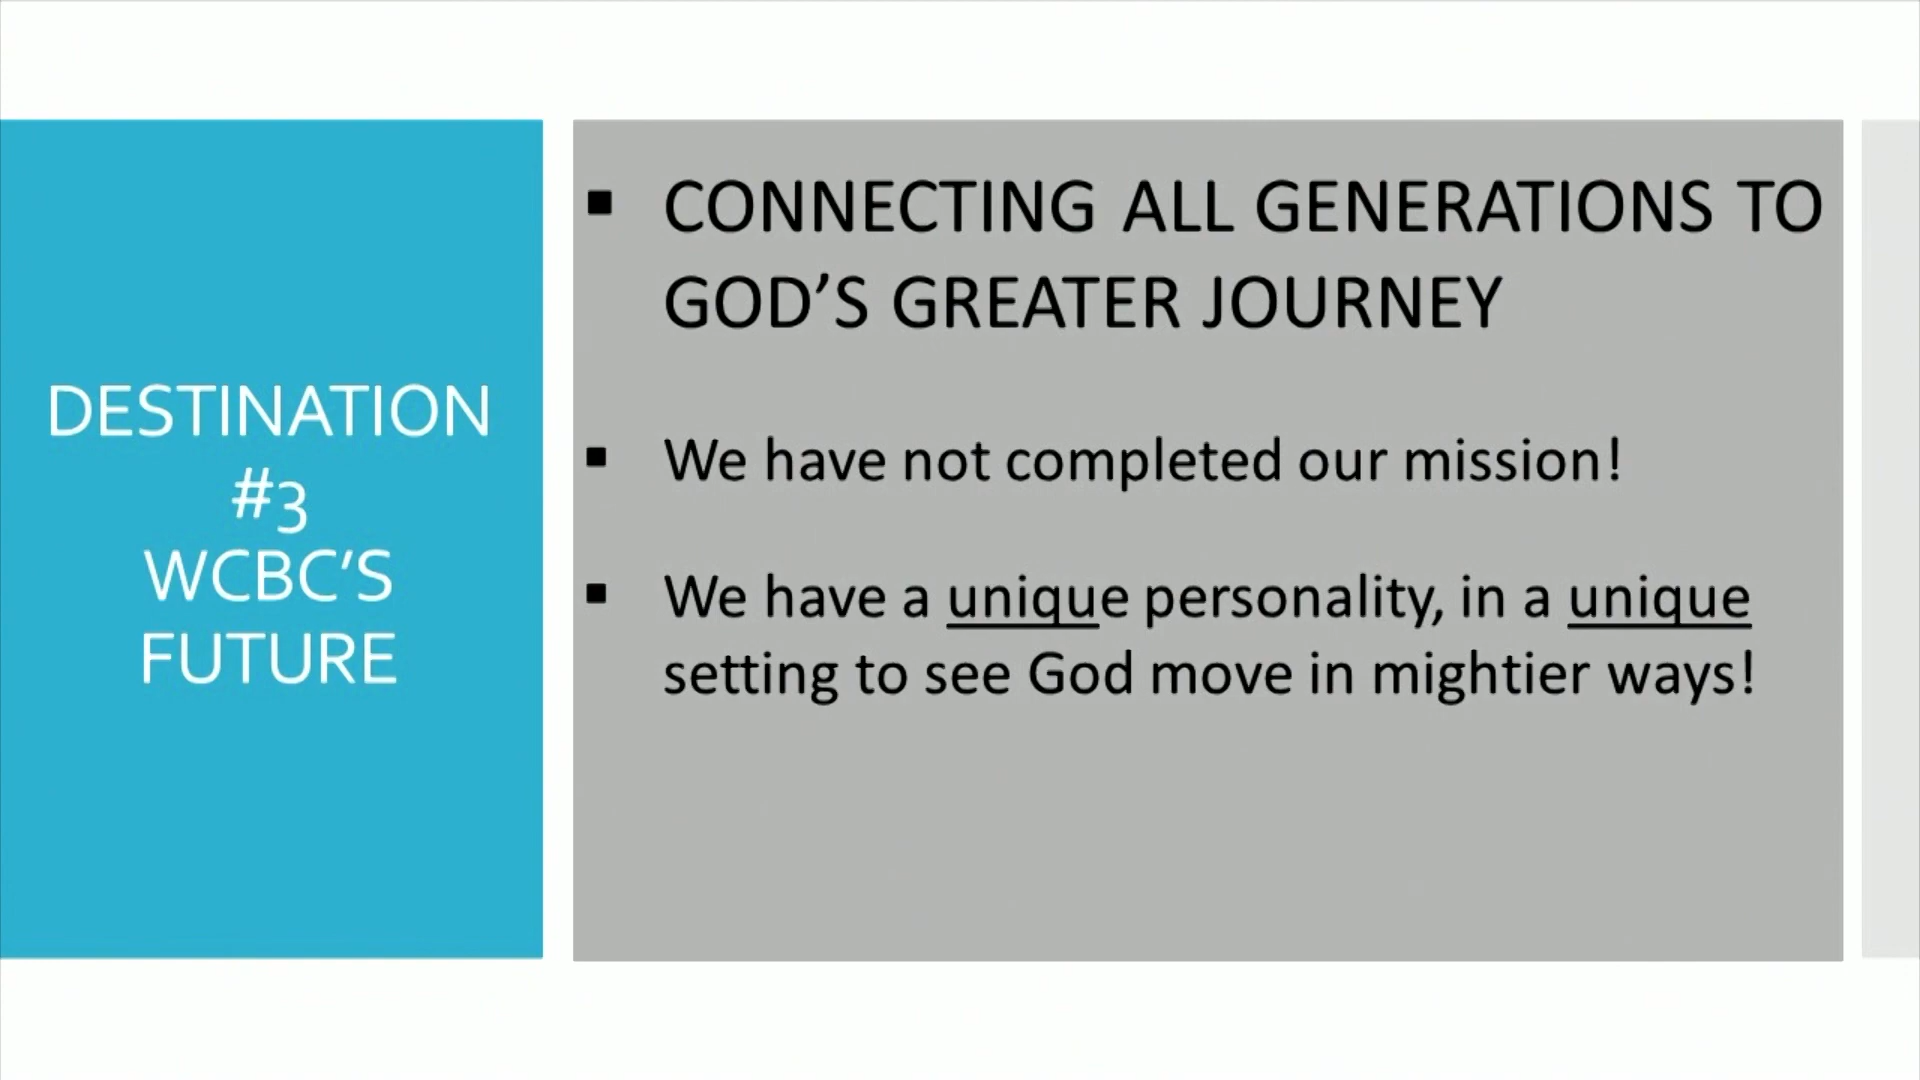 DESTINATION
#3
WCBC’S
FUTURE
▪ CONNECTING ALL GENERATIONS TO
GOD’S GREATER JOURNEY
▪ We have not completed our mission!
▪ We have a unique personality, in a unique
setting to see God move in mightier ways!